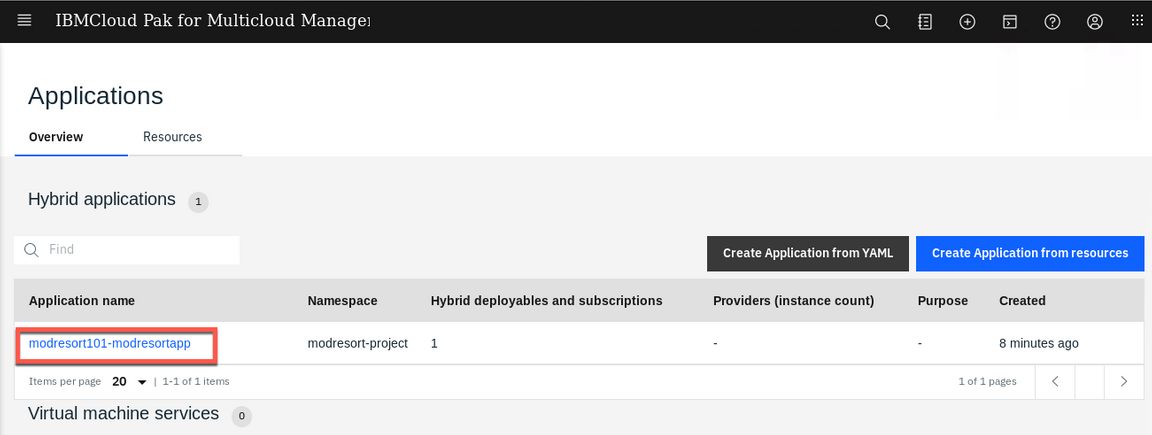 IBMCloud Pak for Multicloud Manager
Applications
Overview Resources
Hybrid applications 1
Find
Create Application from YAML Create Application from resources
Application name Namespace Hybrid deployables and subscriptions Providers (instance count) Purpose Created
modresort101-modresortapp modresort-project 1 - - 8 minutes ago
Items per page 20 | 1-1 of 1 items 1 of 1 pages
Virtual machine services 0